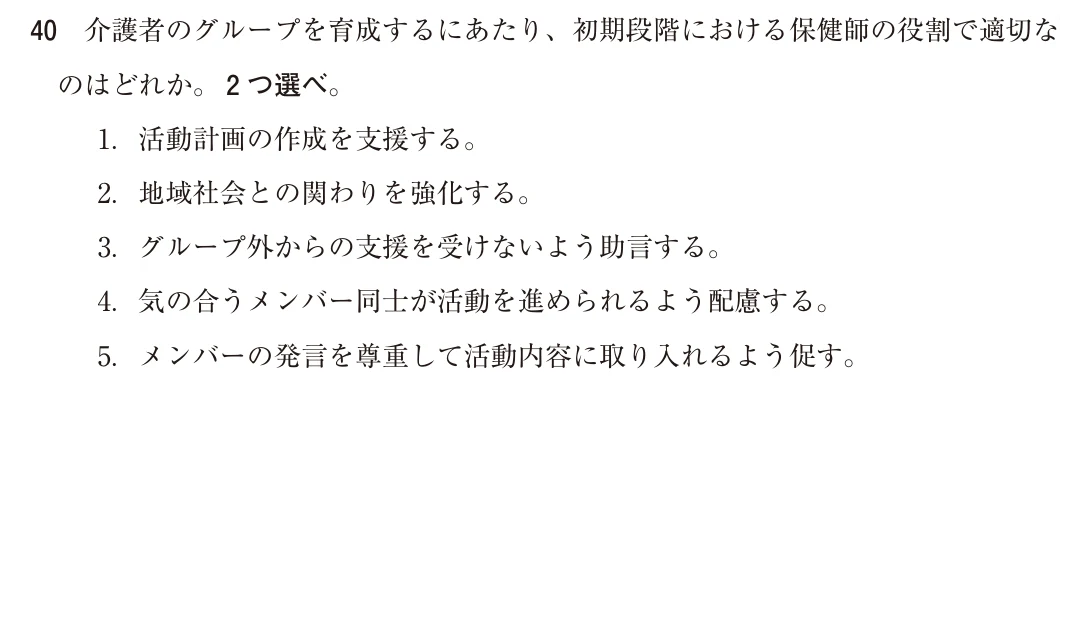 40 介護者のグループを育成するにあたり、初期段階における保健師の役割で適切な
のはどれか。2つ選べ。
1. 活動計画の作成を支援する。
2. 地域社会との関わりを強化する。
3. グループ外からの支援を受けないよう助言する。
4. 気の合うメンバー同士が活動を進められるよう配慮する。
5. メンバーの発言を尊重して活動内容に取り入れるよう促す。